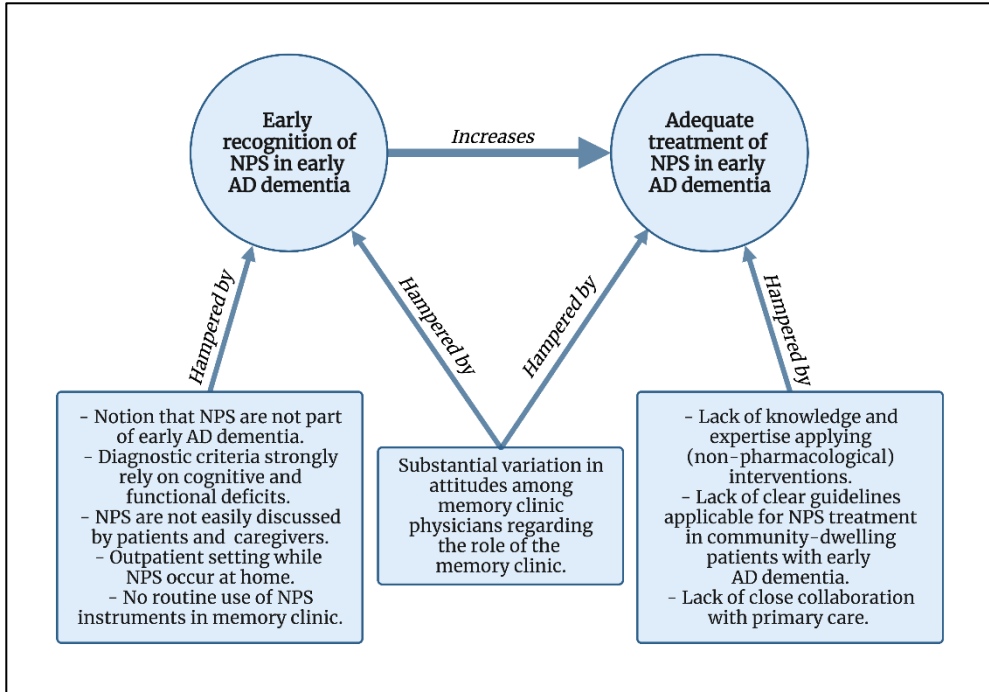 Early
recognition of
NPS in early
AD dementia
Increases
Adequate
treatment of
NPS in early
AD dementia
Hampered by
Hampered by
Hampered by
Hampered by
- Notion that NPS are not part
of early AD dementia.
- Diagnostic criteria strongly
rely on cognitive and
functional deficits.
- NPS are not easily discussed
by patients and caregivers.
- Outpatient setting while
NPS occur at home.
- No routine use of NPS
instruments in memory clinic.
Substantial variation in
attitudes among
memory clinic
physicians regarding
the role of the
memory clinic.
- Lack of knowledge and
expertise applying
(non-pharmacological)
interventions.
- Lack of clear guidelines
applicable for NPS treatment
in community-dwelling
patients with early
AD dementia.
- Lack of close collaboration
with primary care.